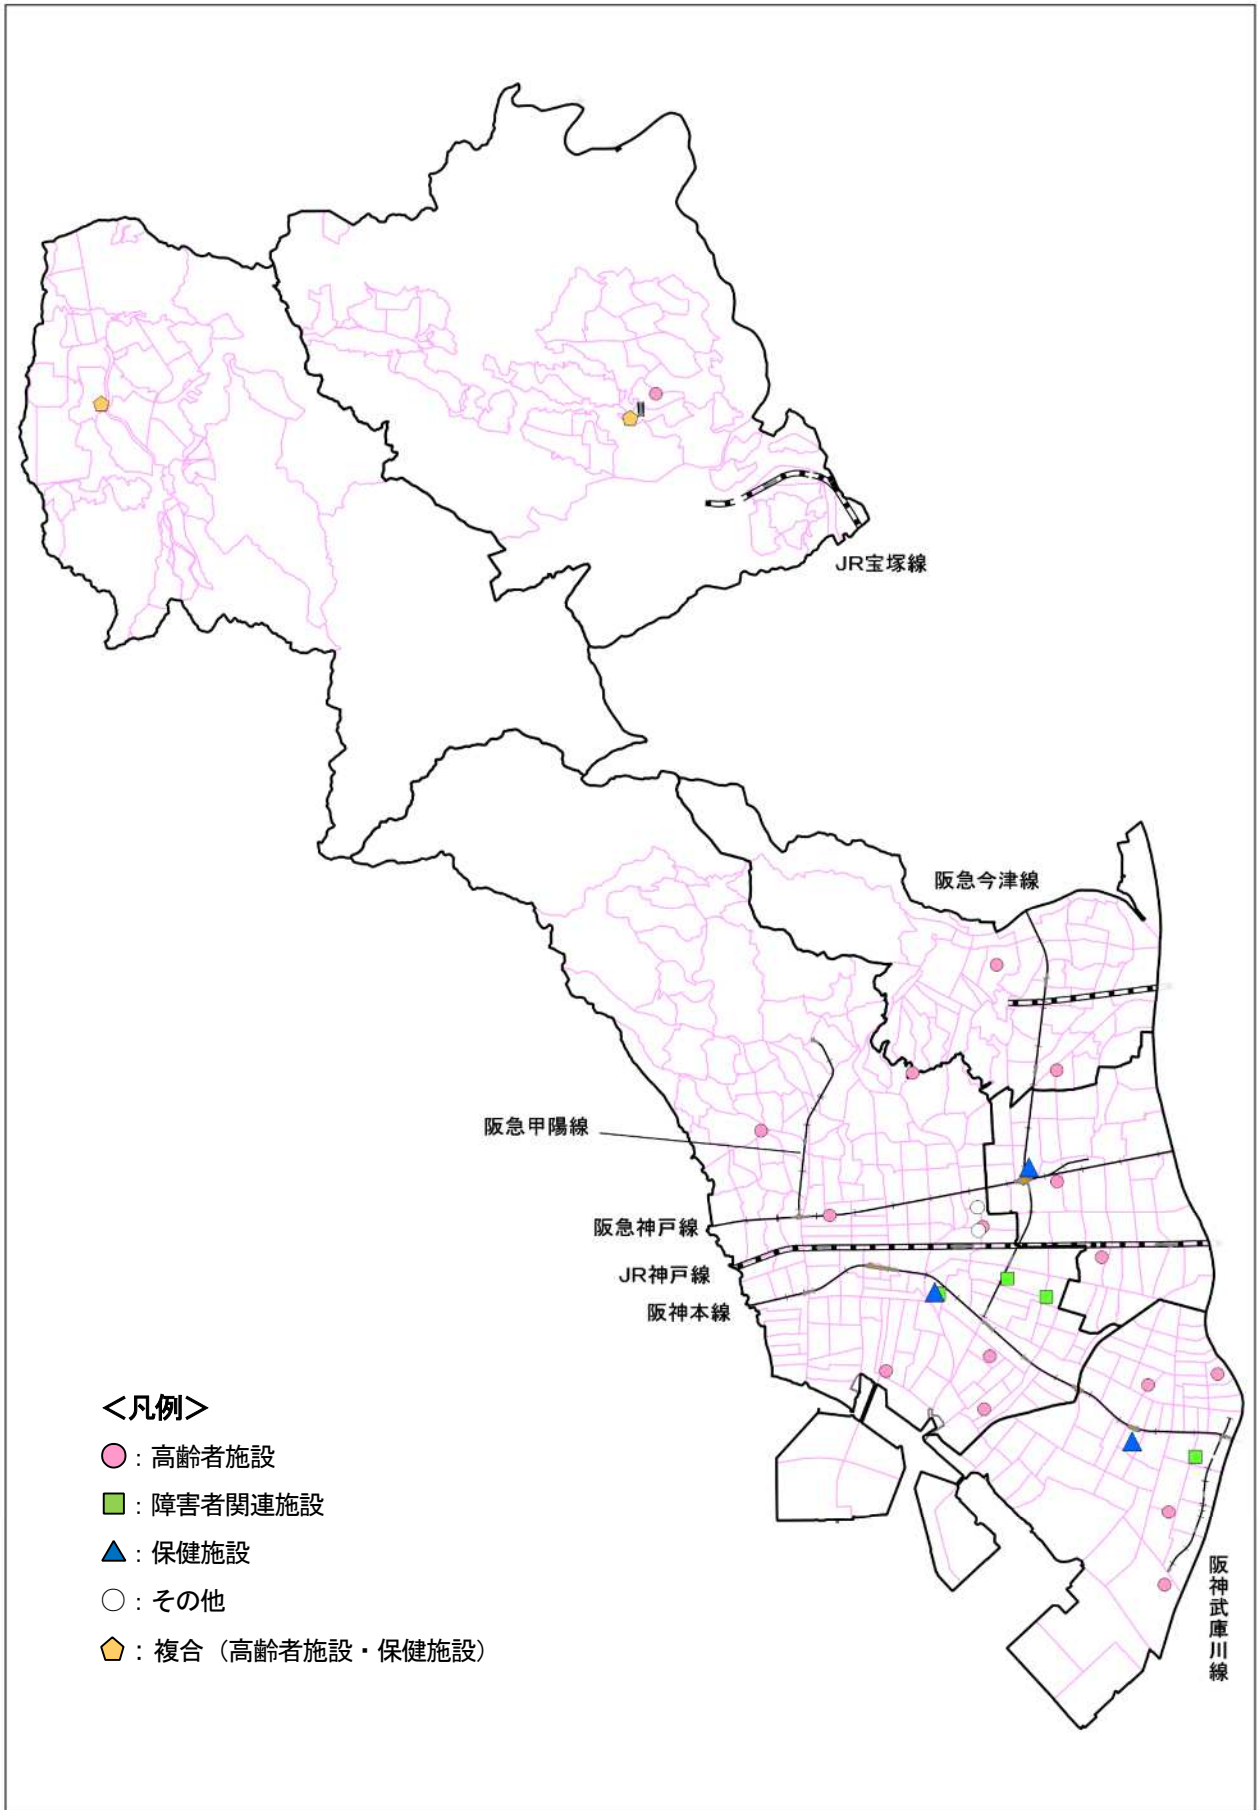 JR宝塚線
阪急今津線
阪急甲陽線
阪急神戸線
JR神戸線
阪神本線
<凡例>
：高齢者施設
：障害者関連施設
：保健施設
：その他
：複合（高齢者施設・保健施設）
阪神武庫川線